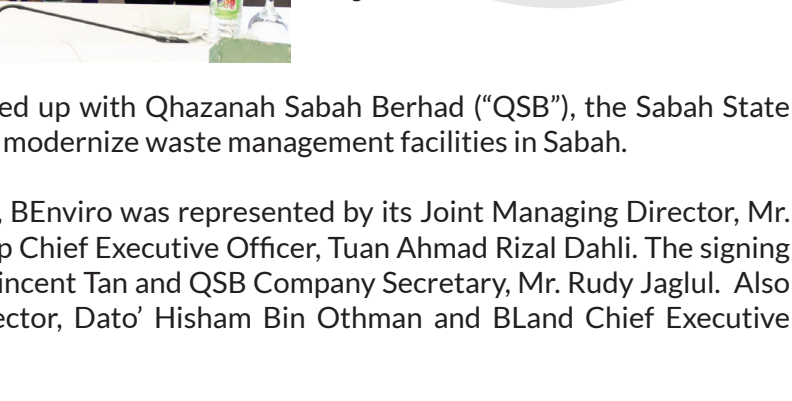 ed up with Qhazanah Sabah Berhad (“QSB”), the Sabah State
modernize waste management facilities in Sabah.
, BEnviro was represented by its Joint Managing Director, Mr.
p Chief Executive Officer, Tuan Ahmad Rizal Dahli. The signing
incent Tan and QSB Company Secretary, Mr. Rudy Jaglul. Also
ector, Dato’ Hisham Bin Othman and BLand Chief Executive